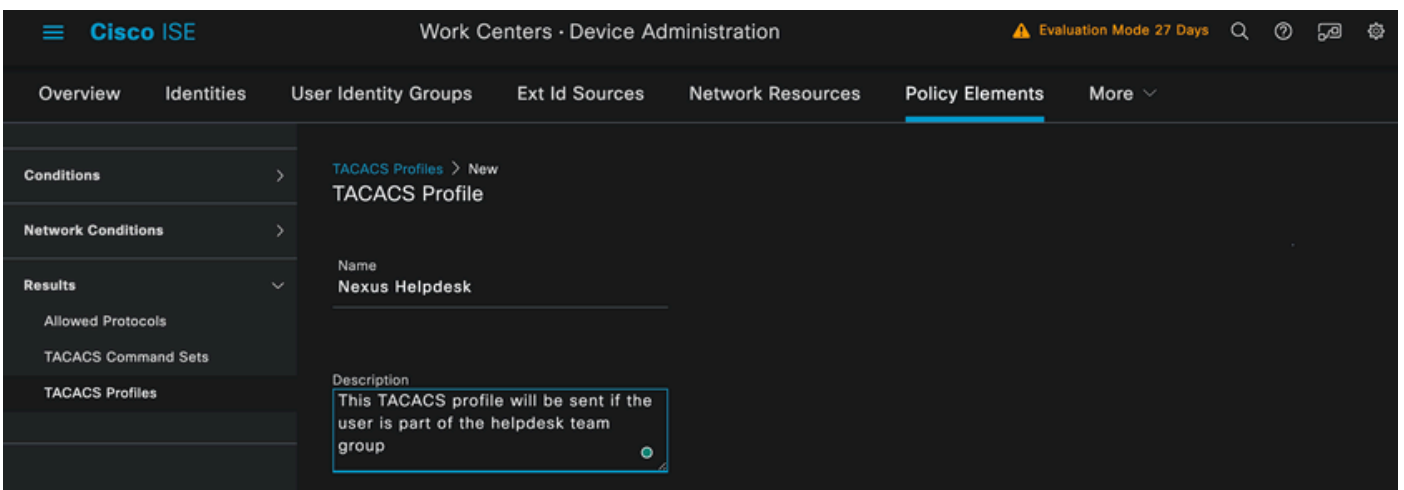 Cisco ISE
Work Centers · Device Administration
Evaluation Mode 27 Days
Overview
Identities
User Identity Groups
Ext Id Sources
Network Resources
Policy Elements
More
Conditions
Network Conditions
Results
Allowed Protocols
TACACS Command Sets
TACACS Profiles
TACACS Profiles > New
TACACS Profile
Name
Nexus Helpdesk
Description
This TACACS profile will be sent if the
user is part of the helpdesk team
group